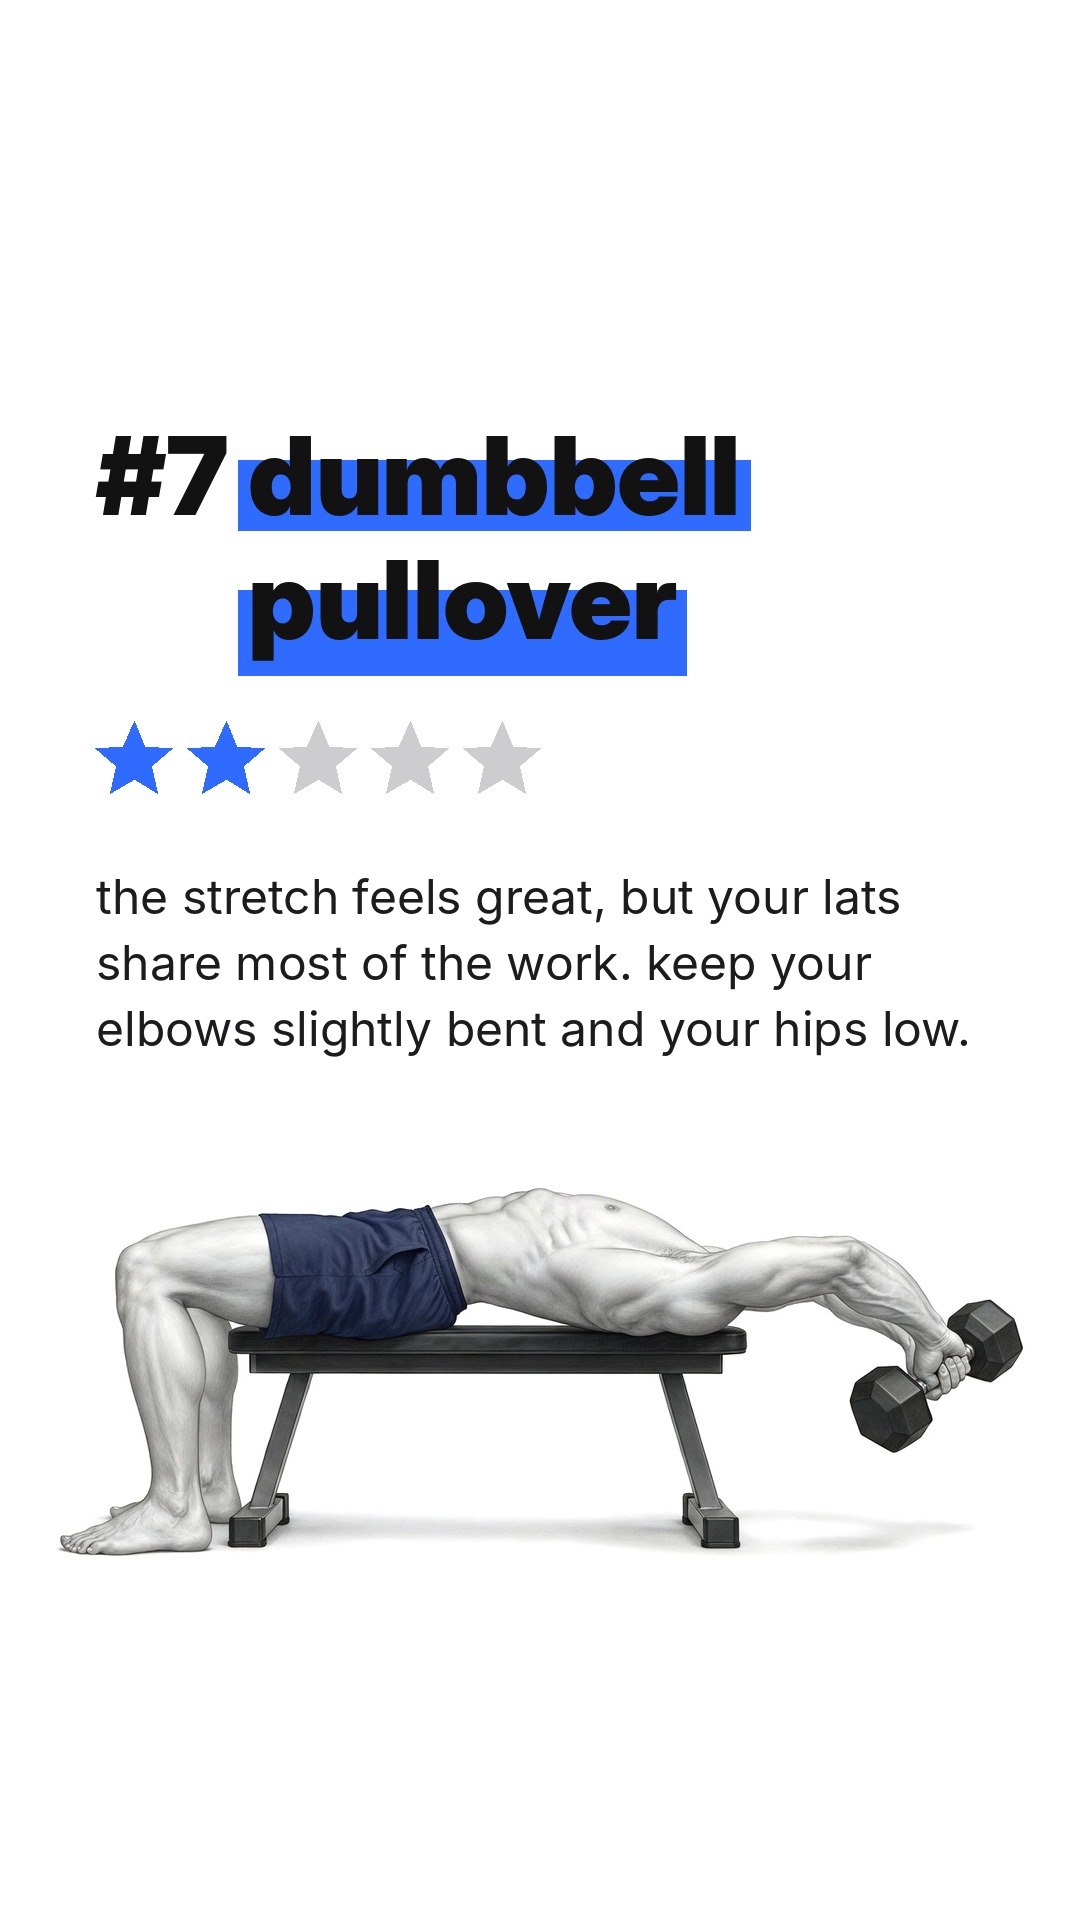 #7 dumbbell
pullover
the stretch feels great, but your lats
share most of the work. keep your
elbows slightly bent and your hips low.